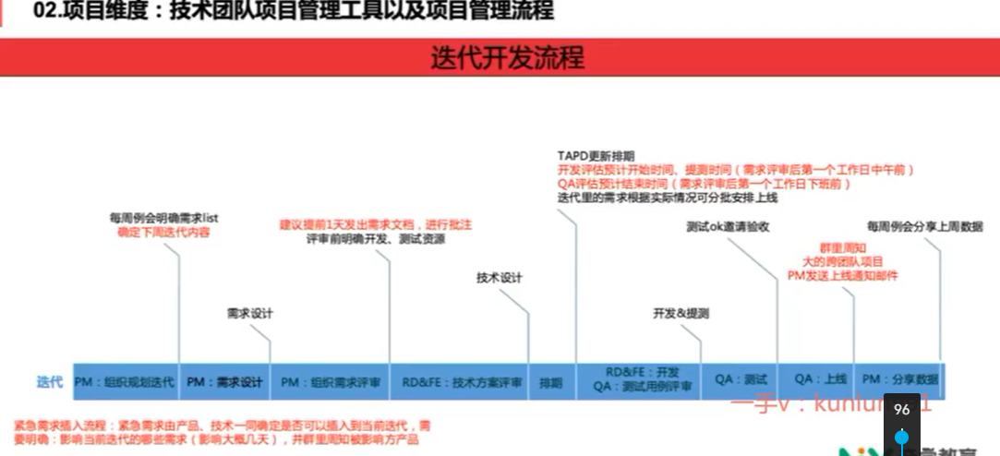 02.项目维度：技术团队项目管理工具以及项目管理流程
迭代开发流程
TAPD更新排期
开发评估预计开始时间、提测时间（需求评审后第一个工作日中午前）
QA评估预计结束时间（需求评审后第一个工作日下班前）
迭代里的需求根据实际情况可分批安排上线
每周例会明确需求list
确定下周迭代内容
建议提前1天发出需求文档，进行批注
评审前明确开发、测试资源
测试ok邀请验收
每周例会分享上周数据
群里周知
大的跨团队项目
PM发送上线通知邮件
技术设计
需求设计
开发&提测
迭代
PM：组织规划迭代
PM：需求设计
PM：组织需求评审
RD&FE：技术方案评审
排期
RD&FE：开发
QA：测试用例评审
QA：测试
QA：上线
PM：分享数据
一手v：
紧急需求插入流程：紧急需求由产品、技术一同确定是否可以插入到当前迭代，需
要明确：影响当前迭代的哪些需求（影响大概几天），并群里周知被影响方产品
96